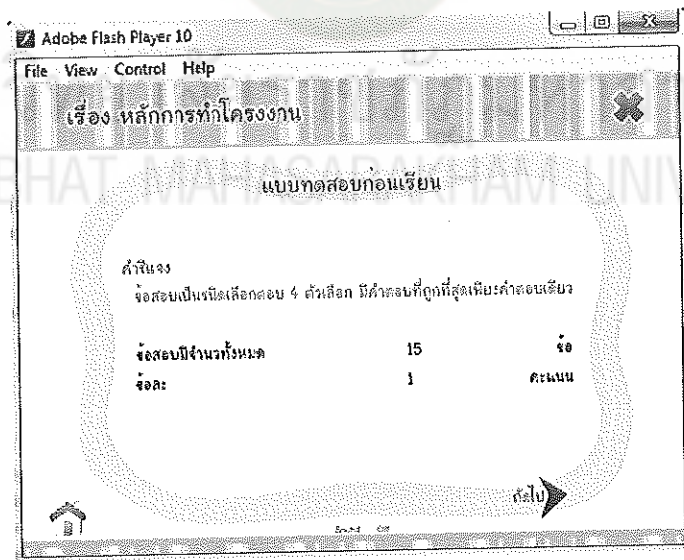 Adobe Flash Player 10
File View Control Help
เรื่อง หลักการทำโครงงาน
BHAT MAHASARAKHAM UNIV
แบบทดสอบก่อนเรียน
คำชี้แจง
ข้อสอบเป็นชนิดเลือกตอบ 4 ตัวเลือก มีคำตอบที่ถูกที่สุดเพียงคำตอบเดียว
ข้อสอบมีจำนวนทั้งหมด 15 ข้อ
ข้อละ 1 คะแนน
ถัดไป